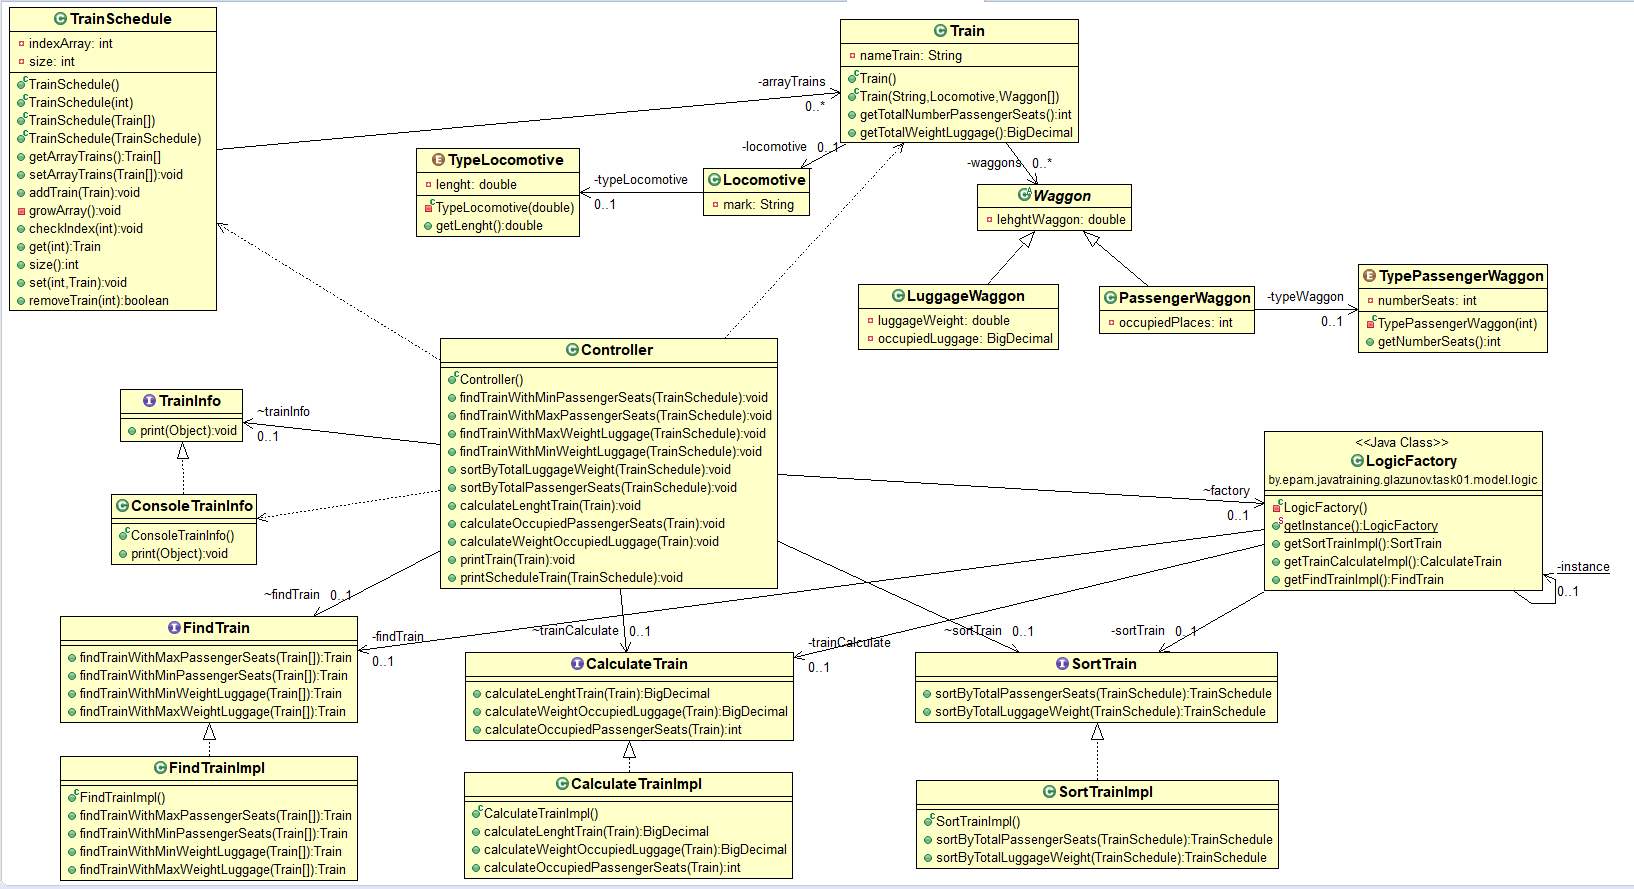 TrainSchedule
indexArray: int
size: int
TrainSchedule()
TrainSchedule(int)
TrainSchedule(Train[])
TrainSchedule(TrainSchedule)
getArrayTrains():Train[]
setArrayTrains(Train[]):void
addTrain(Train):void
growArray():void
checkIndex(int):void
get(int):Train
size():int
set(int,Train):void
removeTrain(int):boolean
-arrayTrains
0..*
Train
nameTrain: String
Train()
Train(String,Locomotive,Waggon[])
getTotalNumberPassengerSeats():int
getTotalWeightLuggage():BigDecimal
-locomotive 0..1
-waggons 0..*
TypeLocomotive
lenght: double
TypeLocomotive(double)
getLenght():double
-typeLocomotive
0..1
Locomotive
mark: String
Waggon
lehghtWaggon: double
LuggageWaggon
luggageWeight: double
occupiedLuggage: BigDecimal
PassengerWaggon
occupiedPlaces: int
-typeWaggon
0..1
TypePassengerWaggon
numberSeats: int
TypePassengerWaggon(int)
getNumberSeats():int
Controller
Controller()
findTrainWithMinPassengerSeats(TrainSchedule):void
findTrainWithMaxPassengerSeats(TrainSchedule):void
findTrainWithMaxWeightLuggage(TrainSchedule):void
findTrainWithMinWeightLuggage(TrainSchedule):void
sortByTotalLuggageWeight(TrainSchedule):void
sortByTotalPassengerSeats(TrainSchedule):void
calculateLenghtTrain(Train):void
calculateOccupiedPassengerSeats(Train):void
calculateWeightOccupiedLuggage(Train):void
printTrain(Train):void
printScheduleTrain(TrainSchedule):void
TrainInfo
print(Object):void
~trainInfo
0..1
ConsoleTrainInfo
ConsoleTrainInfo()
print(Object):void
~factory
0..1
<<Java Class>>
LogicFactory
by.epam.javatraining.glazunov.task01.model.logic
LogicFactory()
getInstance():LogicFactory
getSortTrainImpl():SortTrain
getTrainCalculateImpl():CalculateTrain
getFindTrainImpl():FindTrain
-instance
0..1
~findTrain 0..1
-findTrain
0..1
~trainCalculate 0..1
-trainCalculate
0..1
~sortTrain 0..1
-sortTrain 0..1
FindTrain
findTrainWithMaxPassengerSeats(Train[]):Train
findTrainWithMinPassengerSeats(Train[]):Train
findTrainWithMinWeightLuggage(Train[]):Train
findTrainWithMaxWeightLuggage(Train[]):Train
CalculateTrain
calculateLenghtTrain(Train):BigDecimal
calculateWeightOccupiedLuggage(Train):BigDecimal
calculateOccupiedPassengerSeats(Train):int
SortTrain
sortByTotalPassengerSeats(TrainSchedule):TrainSchedule
sortByTotalLuggageWeight(TrainSchedule):TrainSchedule
FindTrainImpl
FindTrainImpl()
findTrainWithMaxPassengerSeats(Train[]):Train
findTrainWithMinPassengerSeats(Train[]):Train
findTrainWithMinWeightLuggage(Train[]):Train
findTrainWithMaxWeightLuggage(Train[]):Train
CalculateTrainImpl
CalculateTrainImpl()
calculateLenghtTrain(Train):BigDecimal
calculateWeightOccupiedLuggage(Train):BigDecimal
calculateOccupiedPassengerSeats(Train):int
SortTrainImpl
SortTrainImpl()
sortByTotalPassengerSeats(TrainSchedule):TrainSchedule
sortByTotalLuggageWeight(TrainSchedule):TrainSchedule